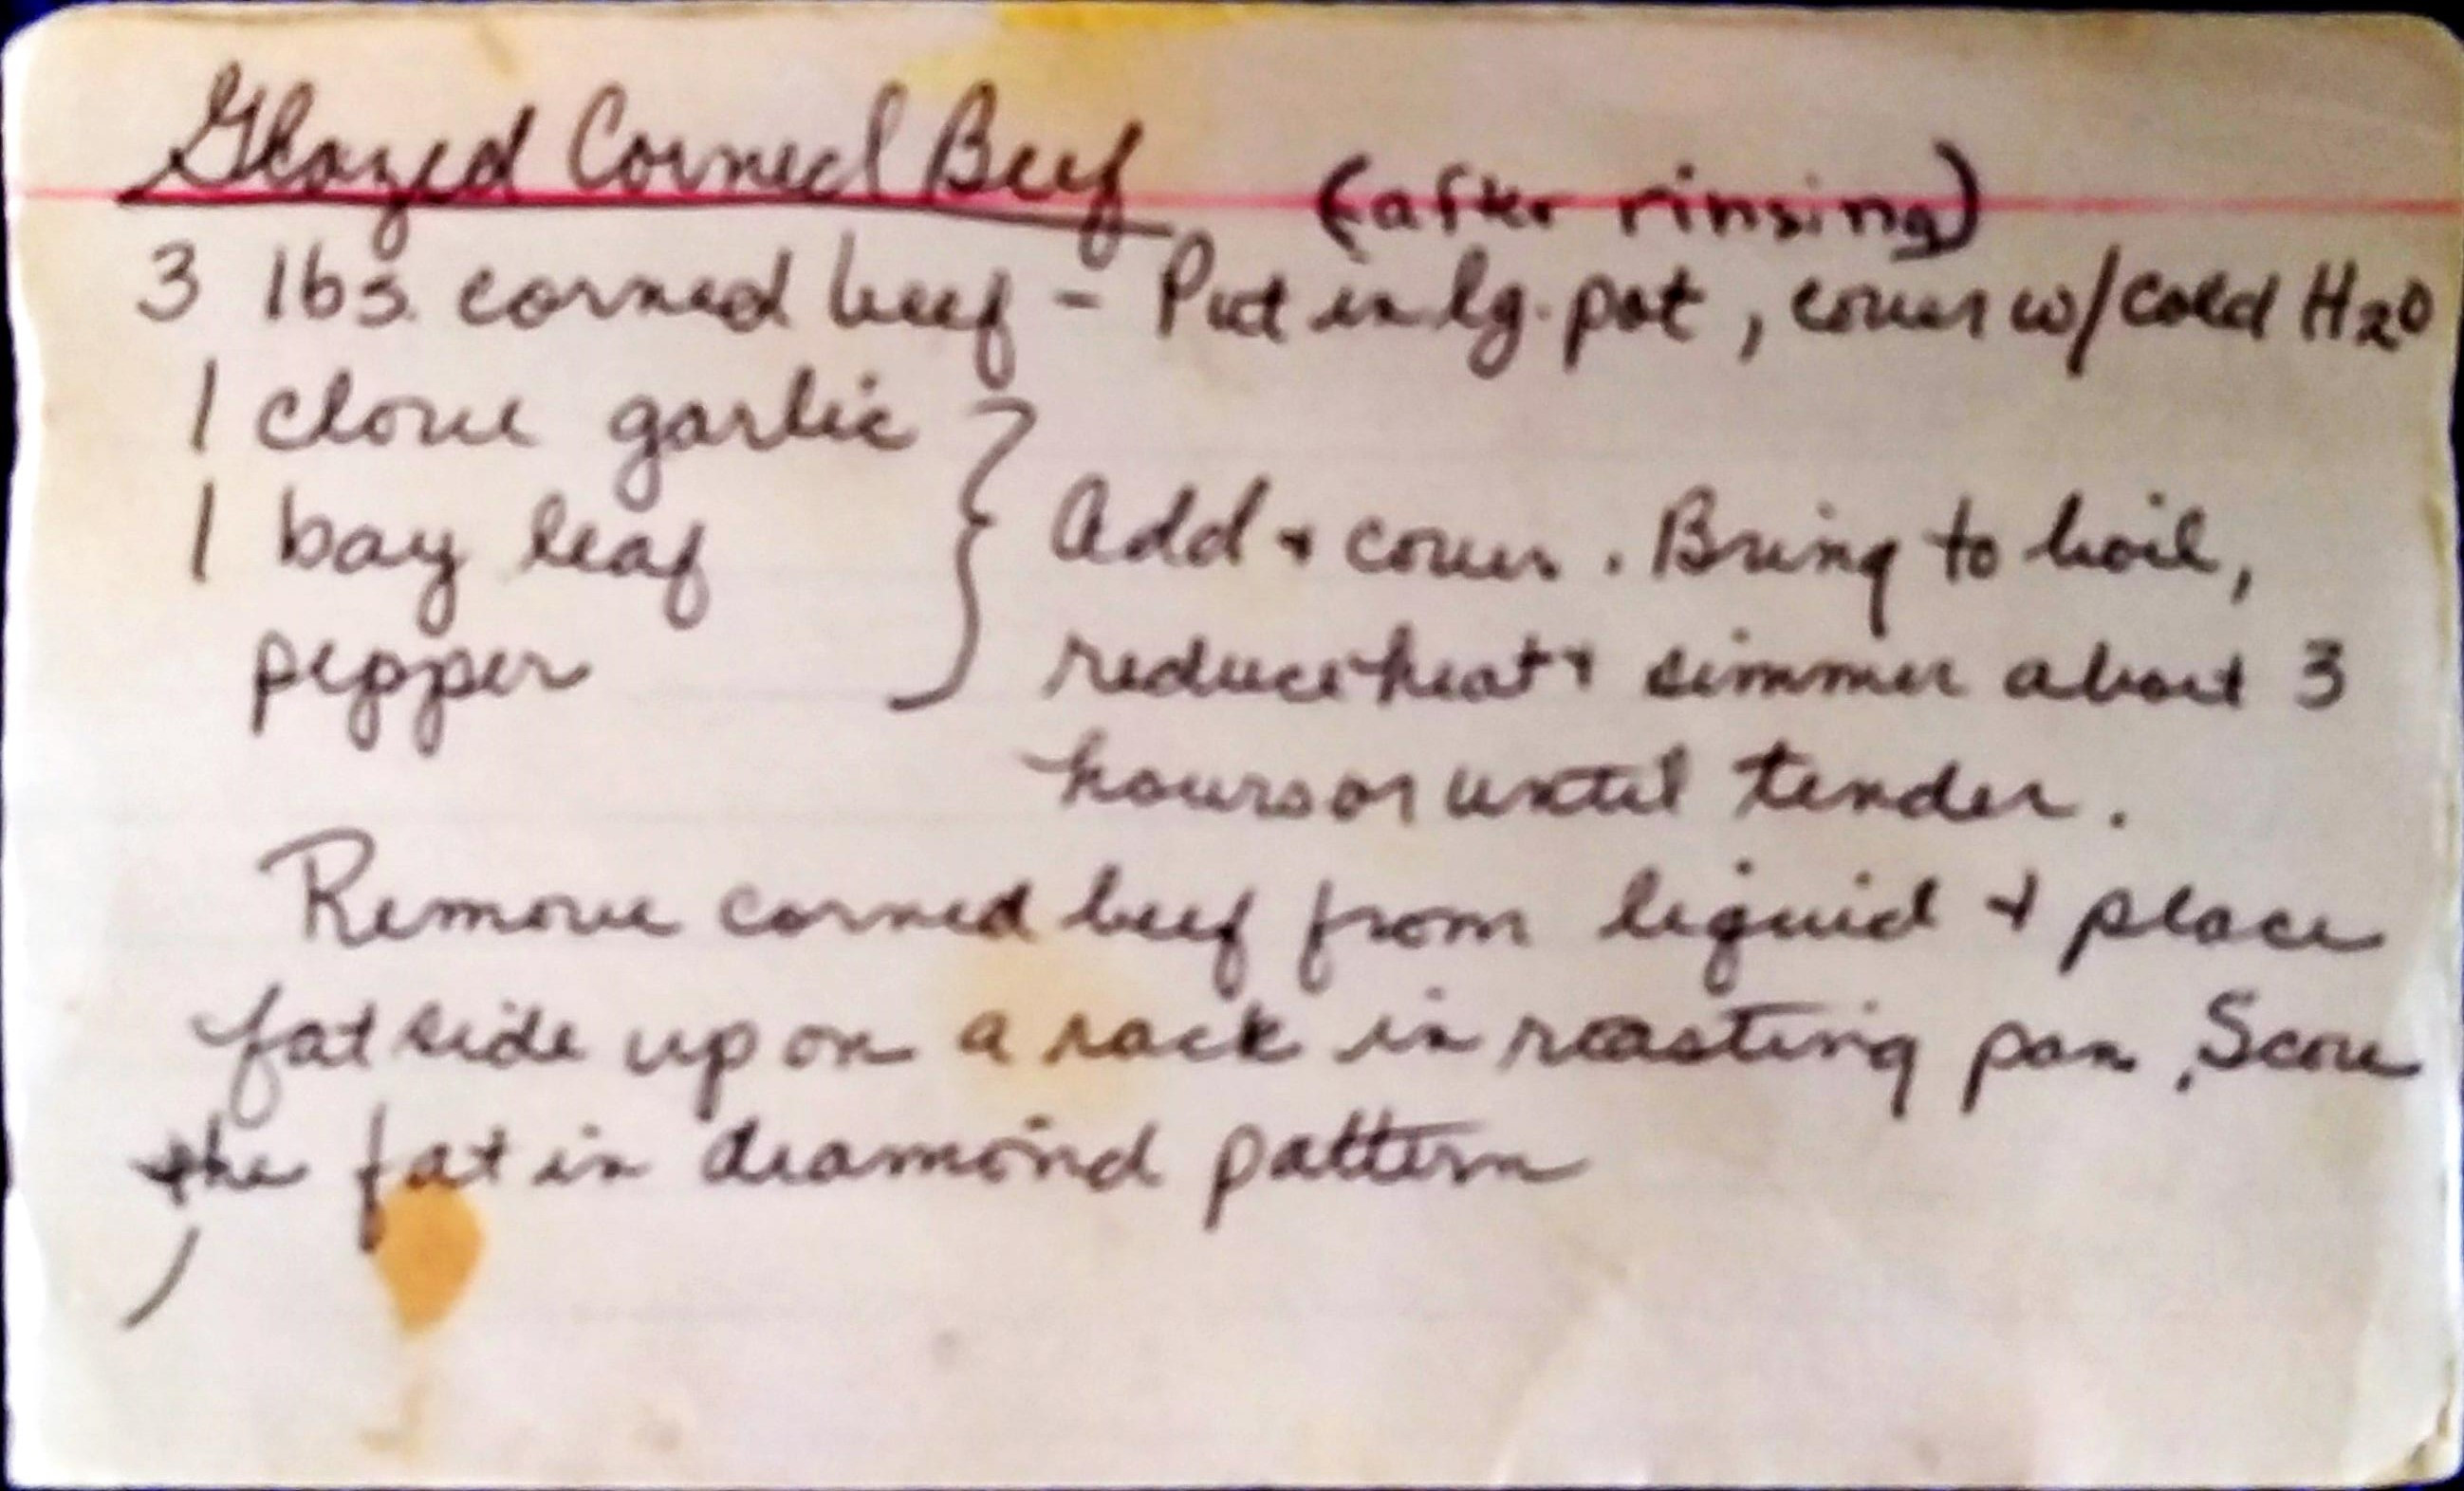 Glazed Corned Beef (after rinsing)
3 lbs. corned beef - Put in lg. pot, cover w/cold H2O
1 clove garlic
1 bay leaf
pepper
Add + cover. Bring to boil,
reduce heat + simmer about 3
hours or until tender.
Remove corned beef from liquid + place
fat side up on a rack in roasting pan. Score
the fat in diamond pattern